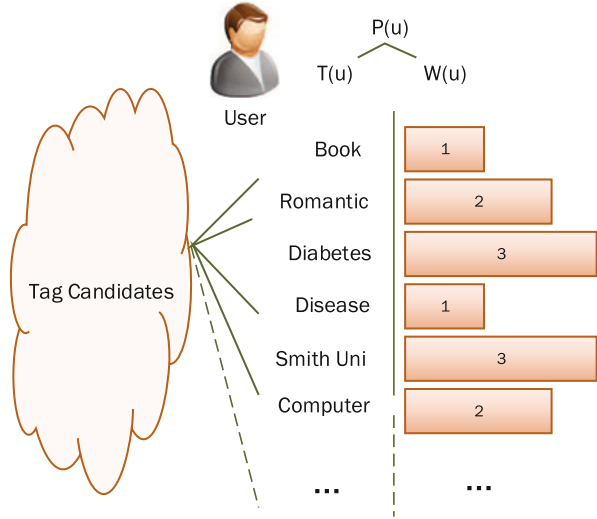 P(u)
T(u) W(u)
User
Book 1
Romantic 2
Diabetes 3
Tag Candidates
Disease 1
Smith Uni 3
Computer 2
... ...